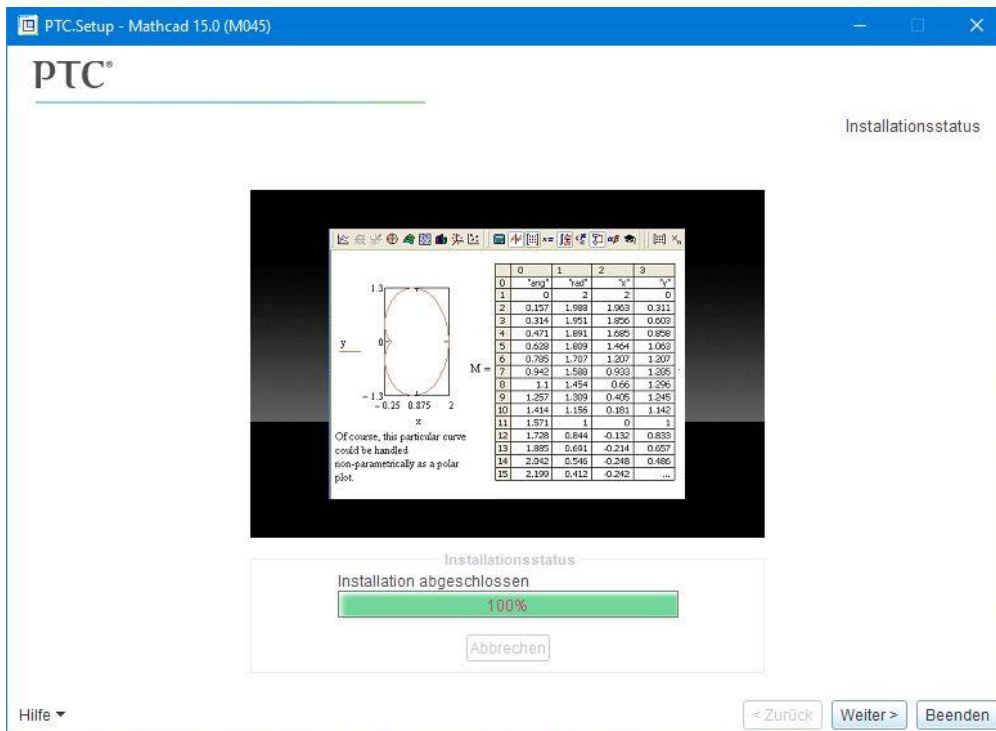 PTC.Setup - Mathcad 15.0 (M045)
PTC®
Installationsstatus
0 1 2 3
0 "ang" "rad" "x" "y"
1 0 2 2 0
2 0.157 1.988 1.963 0.311
3 0.314 1.951 1.856 0.603
4 0.471 1.891 1.685 0.858
5 0.628 1.809 1.464 1.063
6 0.785 1.707 1.207 1.207
7 0.942 1.588 0.933 1.285
8 1.1 1.454 0.66 1.296
9 1.257 1.309 0.405 1.245
10 1.414 1.156 0.181 1.142
11 1.571 1 0 1
12 1.728 0.844 -0.132 0.833
13 1.885 0.691 -0.214 0.657
14 2.042 0.546 -0.248 0.486
15 2.199 0.412 -0.242 ...
M =
1.3
y 0
− 1.3
− 0.25 0.875 2
x
Of course, this particular curve
could be handled
non-parametrically as a polar
plot.
Installationsstatus
Installation abgeschlossen
100%
Abbrechen
Hilfe
< Zurück
Weiter >
Beenden